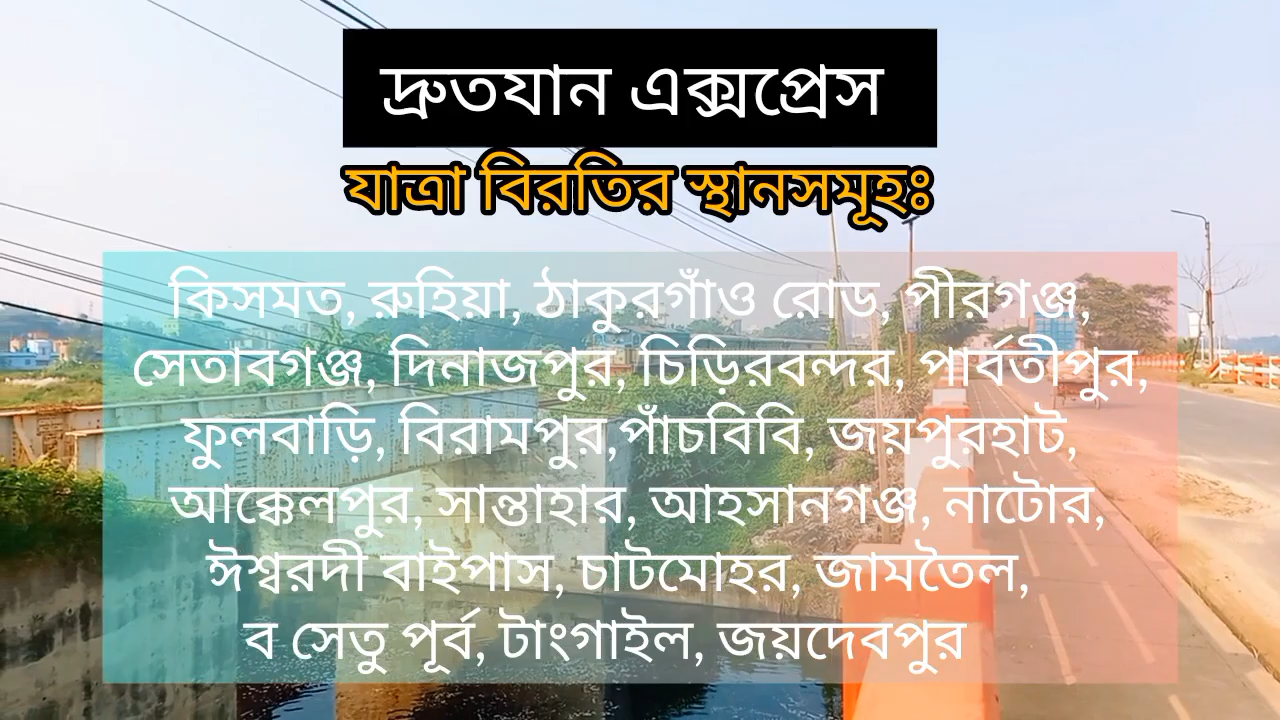 দ্রুতযান এক্সপ্রেস
যাত্রা বিরতির স্থানসমূহঃ
কিসমত, রুহিয়া, ঠাকুরগাঁও রোড, পীরগঞ্জ,
সেতাবগঞ্জ, দিনাজপুর, চিড়িরবন্দর, পার্বতীপুর,
ফুলবাড়ি, বিরামপুর,পাঁচবিবি, জয়পুরহাট,
আক্কেলপুর, সান্তাহার, আহসানগঞ্জ, নাটোর,
ঈশ্বরদী বাইপাস, চাটমোহর, জামতৈল,
ব সেতু পূর্ব, টাংগাইল, জয়দেবপুর